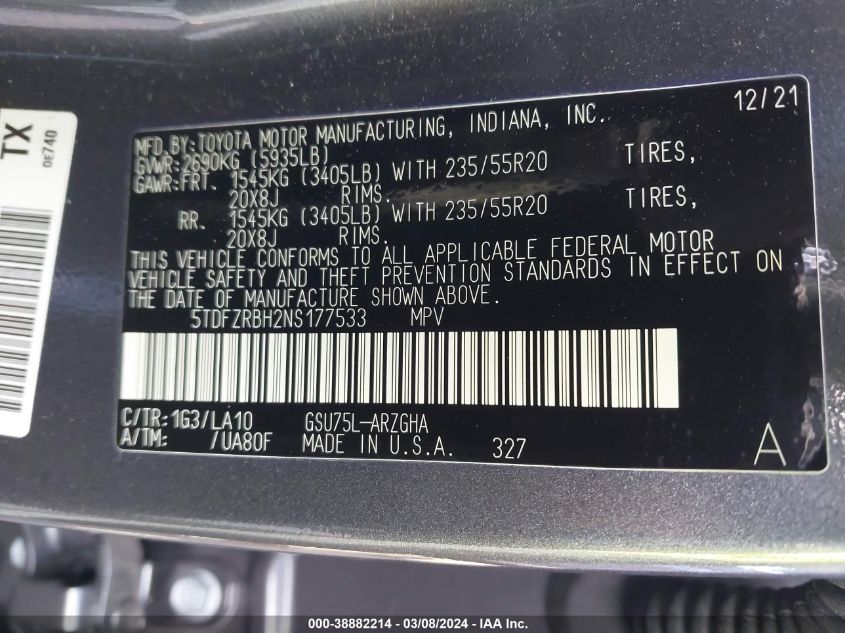 TX
0E740
12/21
MFD. BY: TOYOTA MOTOR MANUFACTURING, INDIANA, INC.
GVWR: 2690KG (5935LB)
GAWR: FRT. 1545KG (3405LB) WITH 235/55R20 TIRES,
20X8J RIMS.
RR. 1545KG (3405LB) WITH 235/55R20 TIRES,
20X8J RIMS.
THIS VEHICLE CONFORMS TO ALL APPLICABLE FEDERAL MOTOR
VEHICLE SAFETY AND THEFT PREVENTION STANDARDS IN EFFECT ON
THE DATE OF MANUFACTURE SHOWN ABOVE.
5TDFZRBH2NS177533 MPV
C/TR: 1G3/LA10 GSU75L-ARZGHA
A/TM: /UA80F MADE IN U.S.A. 327
A
000-38882214 - 03/08/2024 - IAA Inc.